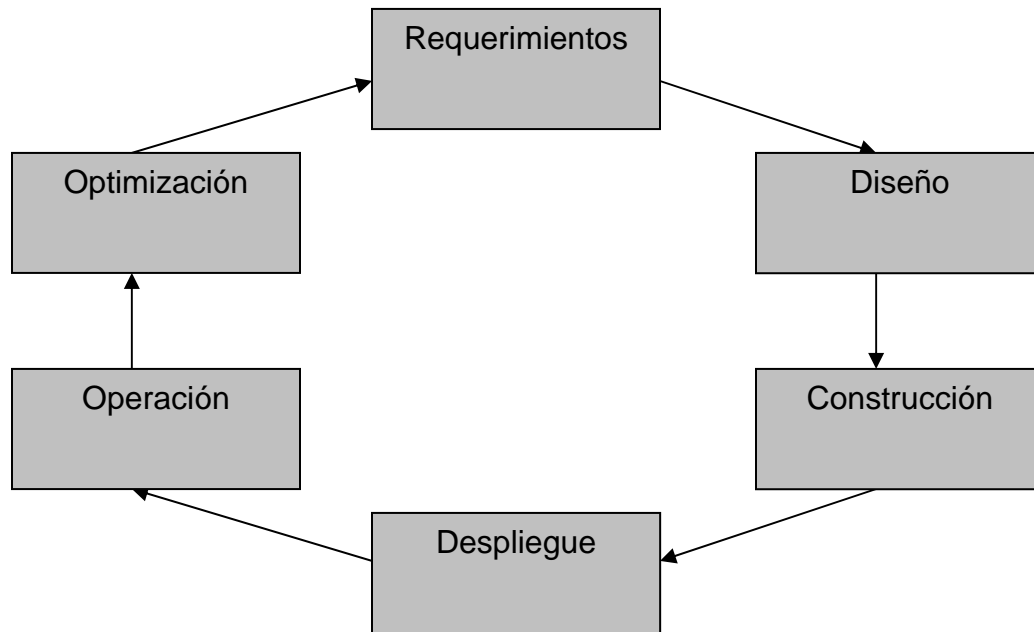 Requerimientos
Optimización
Diseño
Operación
Construcción
Despliegue